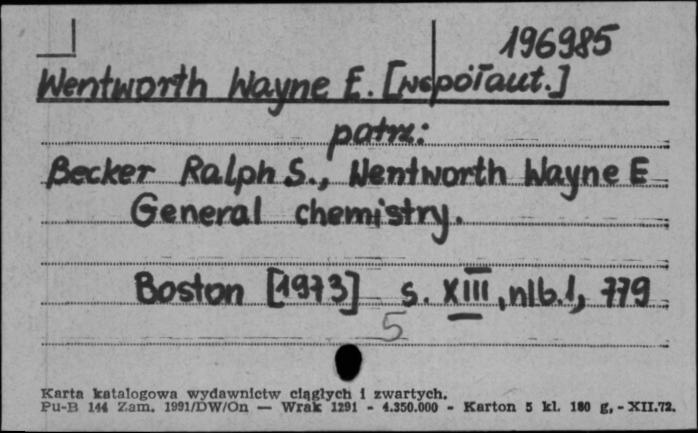 196985
Wentworth Wayne E. [współaut.]
patrz:
Becker Ralph S., Wentworth Wayne E
General chemistry.
Boston [1973] s. XIII, nlb.1, 779
5
Karta katalogowa wydawnictw ciągłych i zwartych.
Pu-B 144 Zam. 1991/DW/On — Wrak 1291 - 4.350.000 - Karton 5 kl. 180 g, - XII.72.